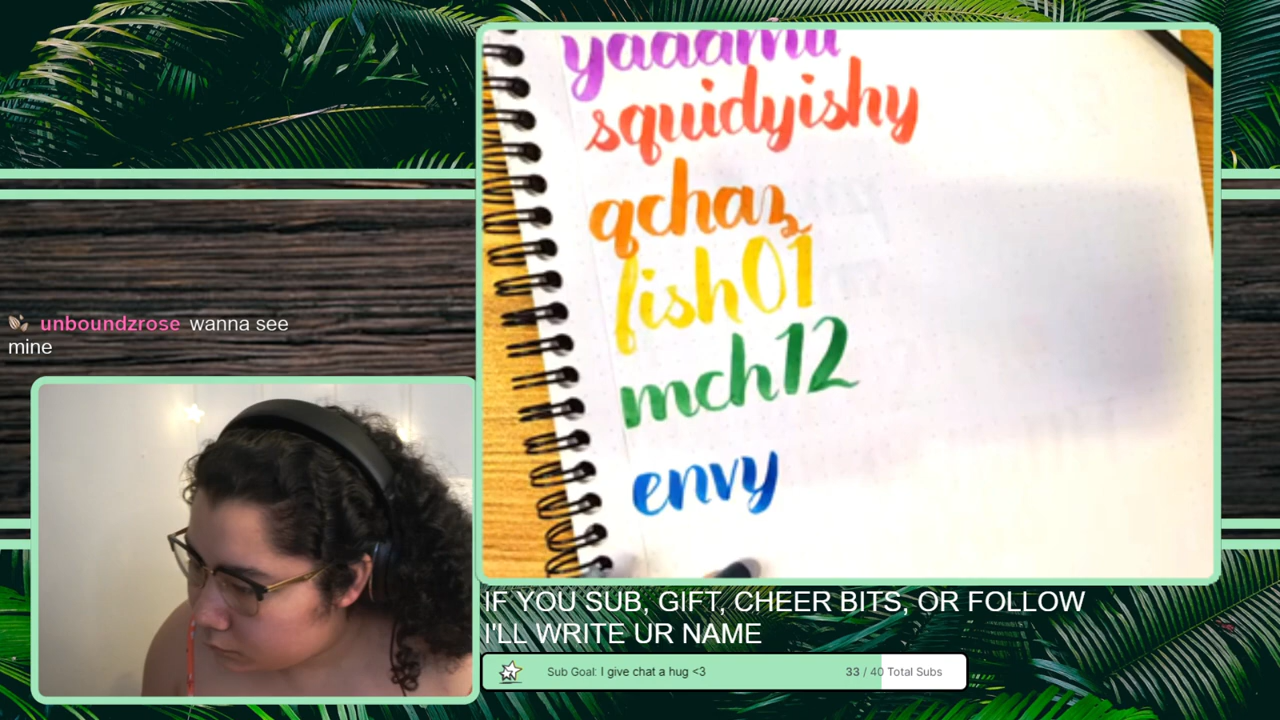 yaaamu
squidyishy
qchaz
lish01
mch12
envy
unboundzrose wanna see
mine
IF YOU SUB, GIFT, CHEER BITS, OR FOLLOW
I'LL WRITE UR NAME
Sub Goal: I give chat a hug <3 33 / 40 Total Subs